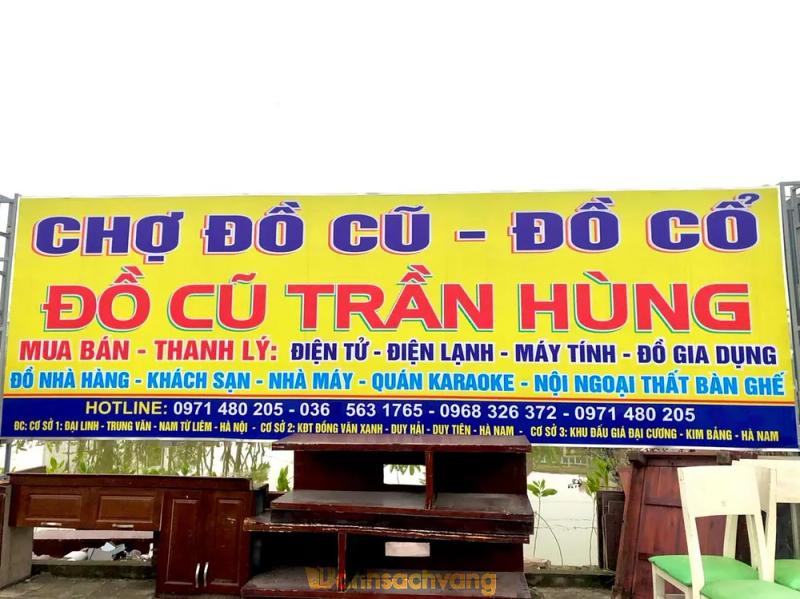 CHỢ ĐỒ CŨ - ĐỒ CỔ
ĐỒ CŨ TRẦN HÙNG
MUA BÁN - THANH LÝ: ĐIỆN TỬ - ĐIỆN LẠNH - MÁY TÍNH - ĐỒ GIA DỤNG
ĐỒ NHÀ HÀNG - KHÁCH SẠN - NHÀ MÁY - QUÁN KARAOKE - NỘI NGOẠI THẤT BÀN GHẾ
HOTLINE: 0971 480 205 - 036 563 1765 - 0968 326 372 - 0971 480 205
ĐC: CƠ SỞ 1: ĐẠI LINH - TRUNG VĂN - NAM TỪ LIÊM - HÀ NỘI - CƠ SỞ 2: KĐT ĐỒNG VĂN XANH - DUY HẢI - DUY TIÊN - HÀ NAM - CƠ SỞ 3: KHU ĐẤU GIÁ ĐẠI CƯƠNG - KIM BẢNG - HÀ NAM
Danhsachvang